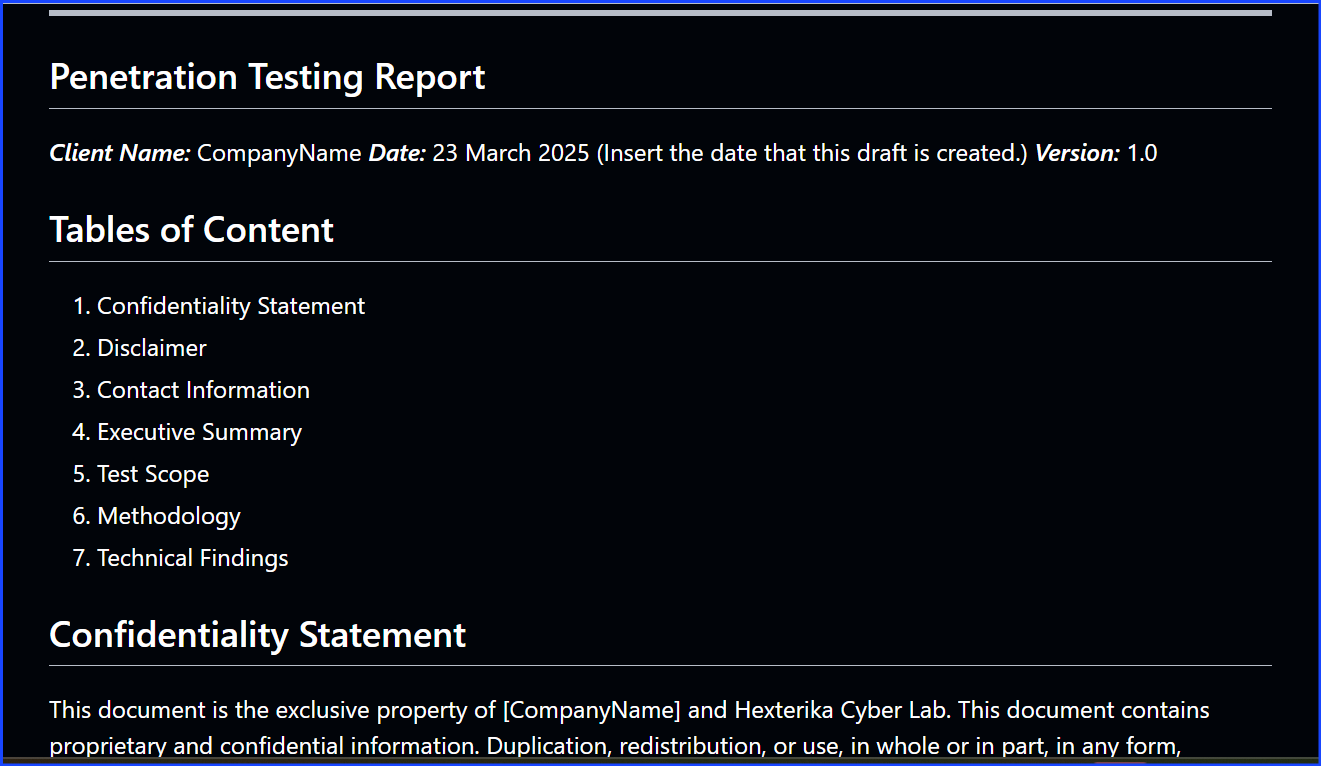 Penetration Testing Report
Client Name: CompanyName Date: 23 March 2025 (Insert the date that this draft is created.) Version: 1.0
Tables of Content
1. Confidentiality Statement
2. Disclaimer
3. Contact Information
4. Executive Summary
5. Test Scope
6. Methodology
7. Technical Findings
Confidentiality Statement
This document is the exclusive property of [CompanyName] and Hexterika Cyber Lab. This document contains
proprietary and confidential information. Duplication, redistribution, or use, in whole or in part, in any form,